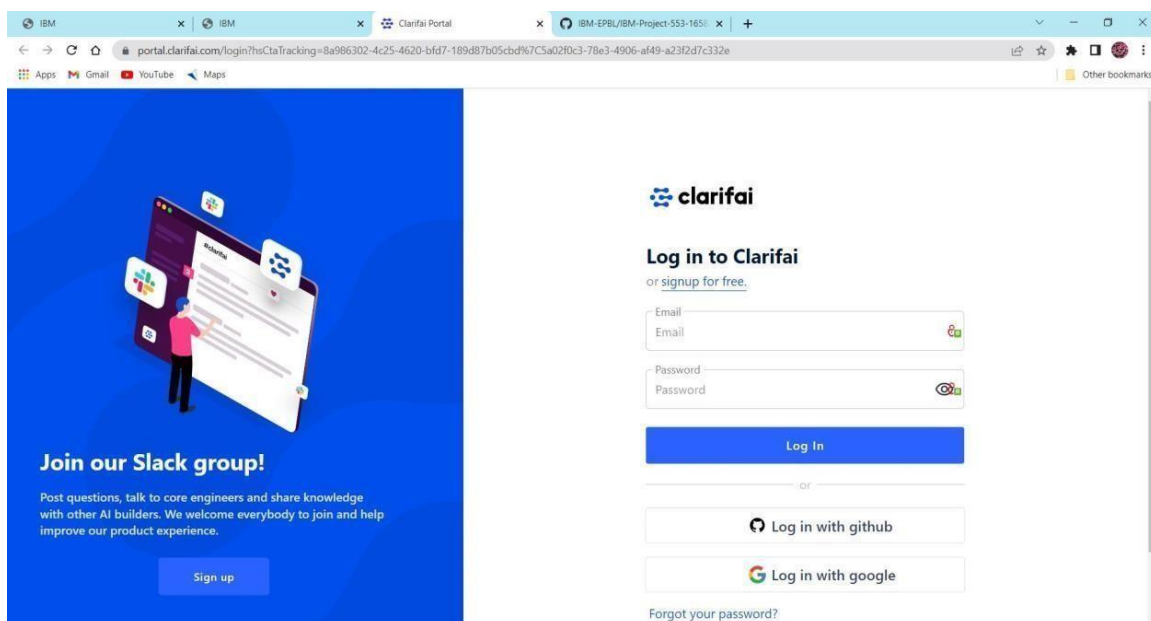 IBM
IBM
Clarifai Portal
IBM-EPBL/IBM-Project-553-1658
portal.clarifai.com/login?hsCtaTracking=8a986302-4c25-4620-bfd7-189d87b05cbd%7C5a02f0c3-78e3-4906-af49-a23f2d7c332e
Apps Gmail YouTube Maps
Other bookmarks
#clarifai
Join our Slack group!
Post questions, talk to core engineers and share knowledge
with other AI builders. We welcome everybody to join and help
improve our product experience.
Sign up
clarifai
Log in to Clarifai
or signup for free.
Email
Email
Password
Password
Log In
or
Log in with github
Log in with google
Forgot your password?